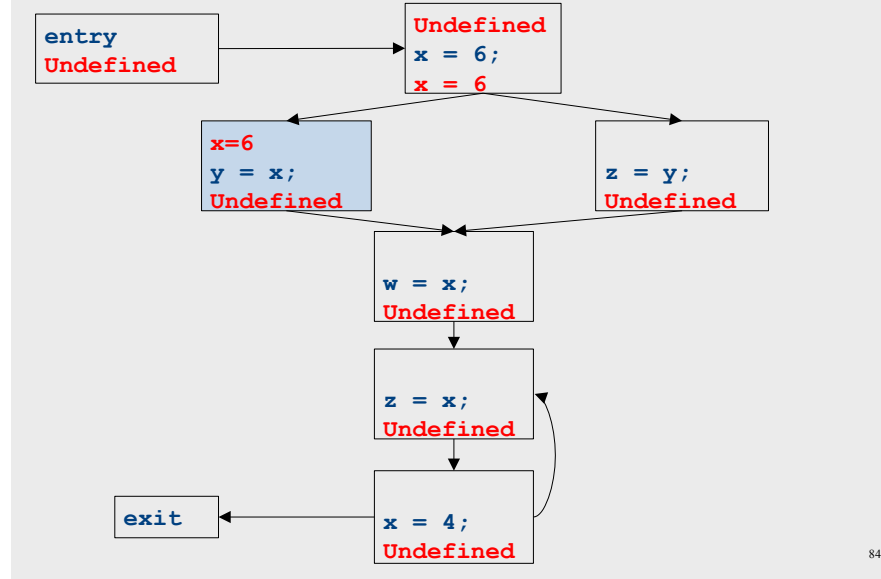 entry
Undefined
Undefined
x = 6;
x = 6
x=6
y = x;
Undefined
z = y;
Undefined
w = x;
Undefined
z = x;
Undefined
exit
x = 4;
Undefined
84